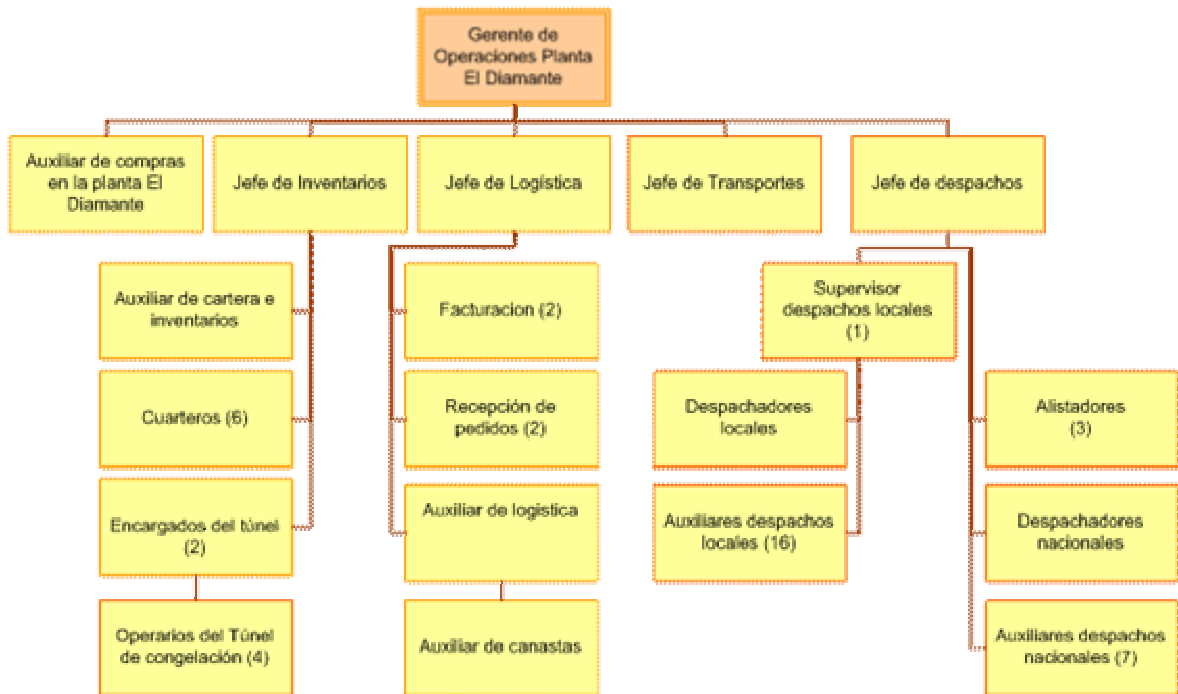 Gerente de
Operaciones Planta
El Diamante
Auxiliar de compras
en la planta El
Diamante
Jefe de Inventarios
Jefe de Logística
Jefe de Transportes
Jefe de despachos
Auxiliar de cartera e
inventarios
Facturacion (2)
Supervisor
despachos locales
(1)
Cuarteros (6)
Recepción de
pedidos (2)
Despachadores
locales
Alistadores
(3)
Encargados del túnel
(2)
Auxiliar de logistica
Auxiliares despachos
locales (16)
Despachadores
nacionales
Operarios del Túnel
de congelación (4)
Auxiliar de canastas
Auxiliares despachos
nacionales (7)